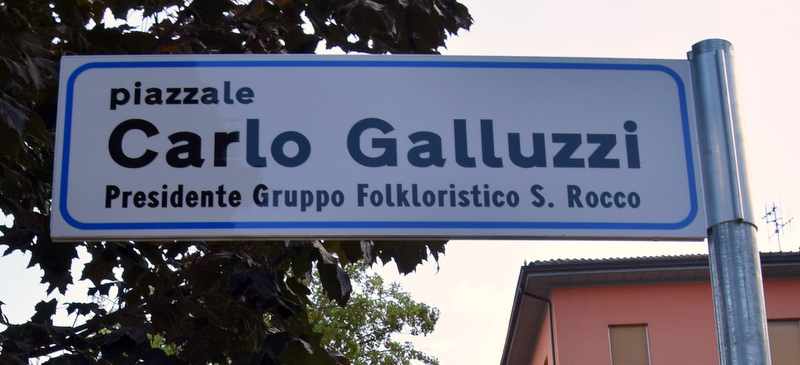 piazzale
Carlo Galluzzi
Presidente Gruppo Folkloristico S. Rocco